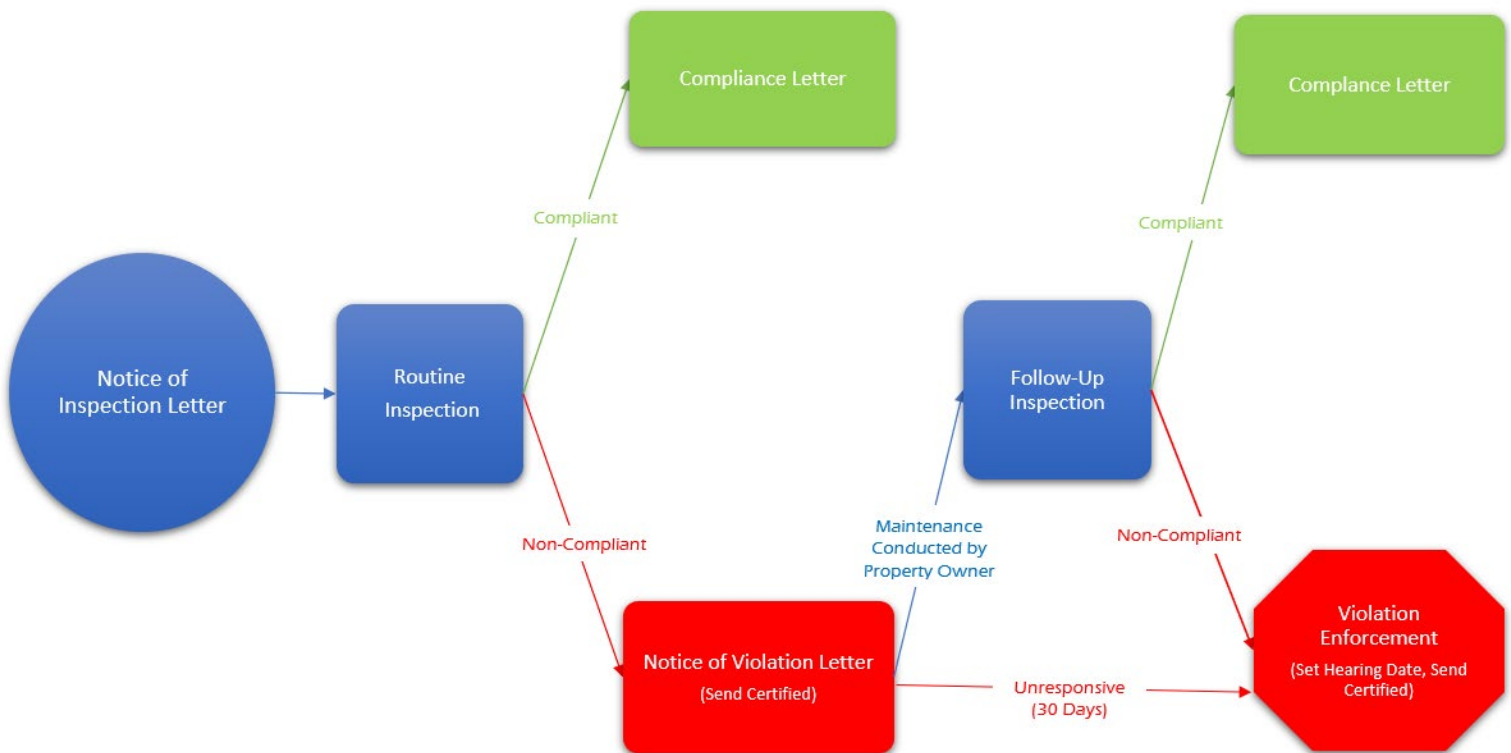 Compliance Letter
Complance Letter
Compliant
Compliant
Notice of
Inspection Letter
Routine
Inspection
Follow-Up
Inspection
Non-Compliant
Maintenance
Conducted by
Property Owner
Non-Compliant
Notice of Violation Letter
(Send Certified)
Unresponsive
(30 Days)
Violation
Enforcement
(Set Hearing Date, Send
Certified)